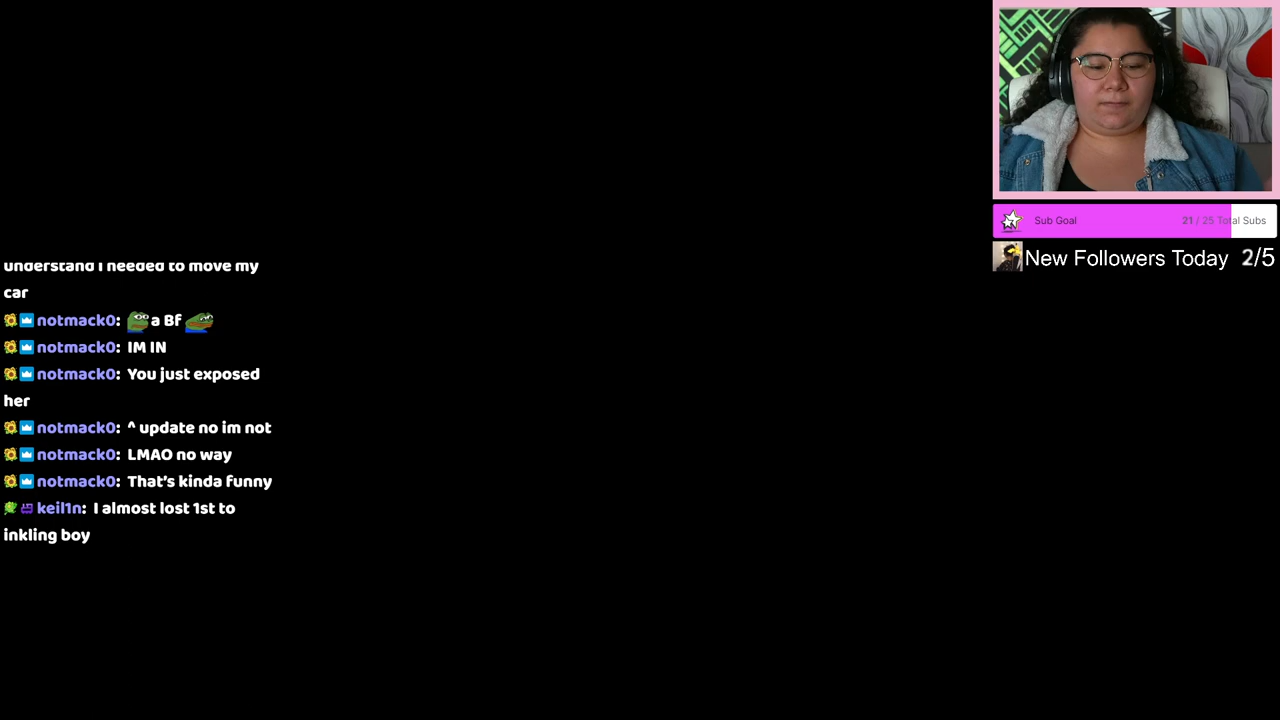 understand I needed to move my
car
notmack0: a Bf
notmack0: IM IN
notmack0: You just exposed
her
notmack0: ^ update no im not
notmack0: LMAO no way
notmack0: That's kinda funny
keil1n: I almost lost 1st to
inkling boy
Sub Goal 21 / 25 Total Subs
New Followers Today 2/5